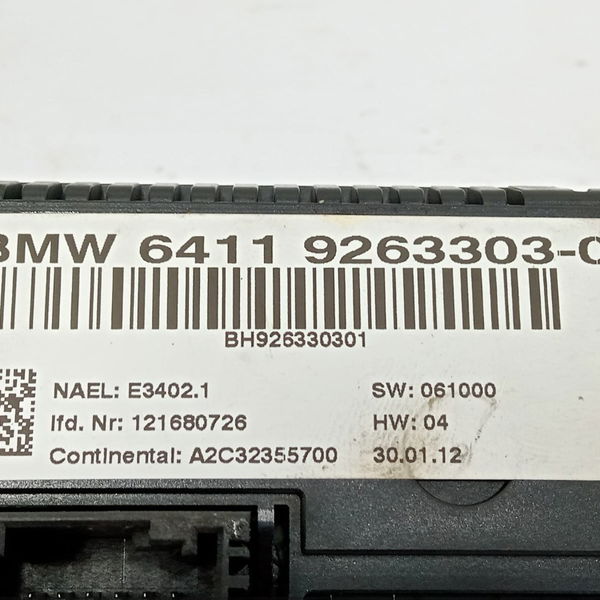 BMW 6411 9263303-0
BH926330301
NAEL: E3402.1
SW: 061000
lfd. Nr: 121680726
HW: 04
Continental: A2C32355700
30.01.12